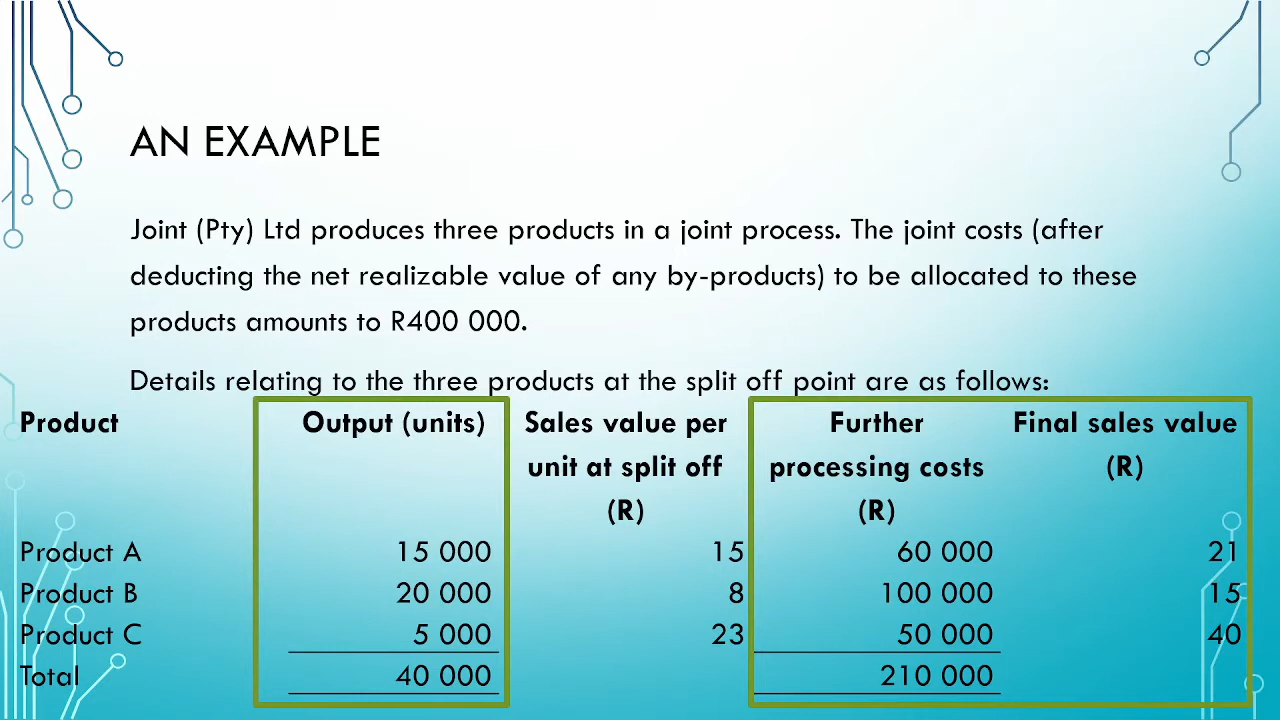 AN EXAMPLE
Joint (Pty) Ltd produces three products in a joint process. The joint costs (after
deducting the net realizable value of any by-products) to be allocated to these
products amounts to R400 000.
Details relating to the three products at the split off point are as follows:
Product Output (units) Sales value per Further Final sales value
unit at split off processing costs (R)
(R) (R)
Product A 15 000 15 60 000 21
Product B 20 000 8 100 000 15
Product C 5 000 23 50 000 40
Total 40 000 210 000